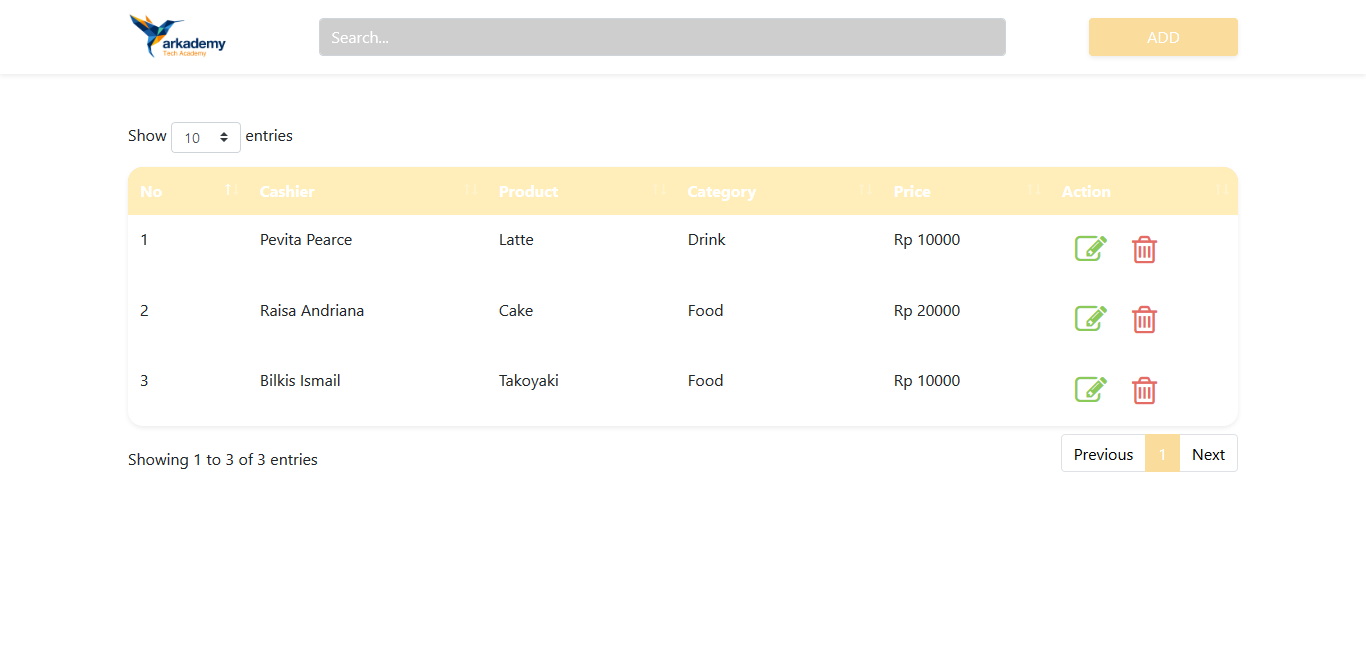 arkademy
Tech Academy
Search...
ADD
Show 10 entries
No Cashier Product Category Price Action
1 Pevita Pearce Latte Drink Rp 10000
2 Raisa Andriana Cake Food Rp 20000
3 Bilkis Ismail Takoyaki Food Rp 10000
Showing 1 to 3 of 3 entries
Previous 1 Next